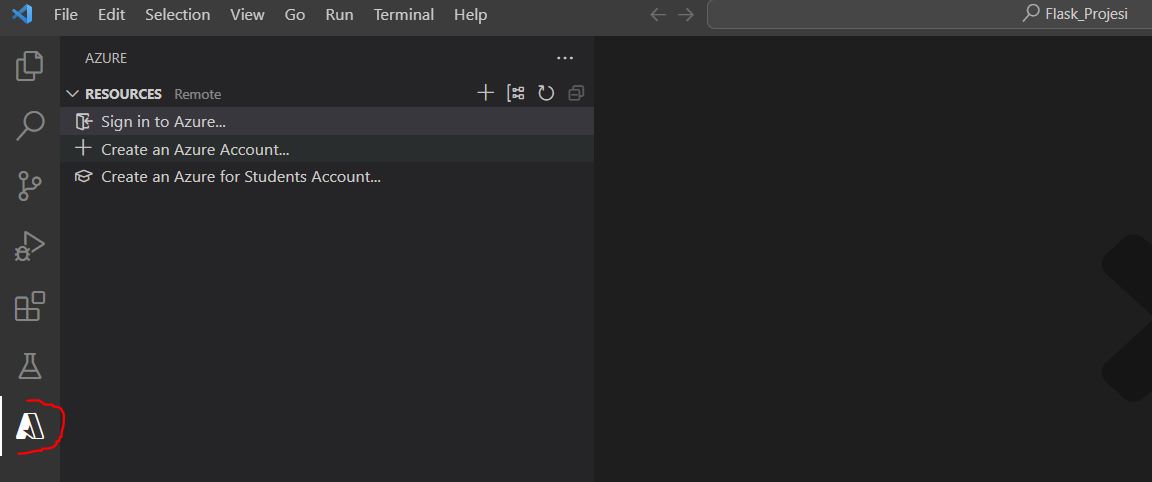 File Edit Selection View Go Run Terminal Help
Flask_Projesi
AZURE
RESOURCES Remote
Sign in to Azure...
Create an Azure Account...
Create an Azure for Students Account...